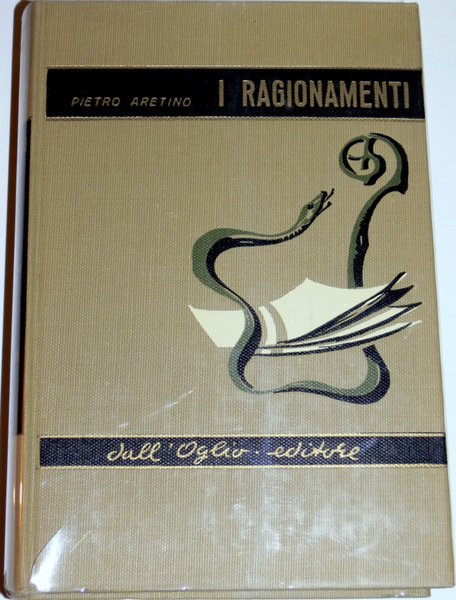 PIETRO ARETINO I RAGIONAMENTI
dall'Oglio · editore